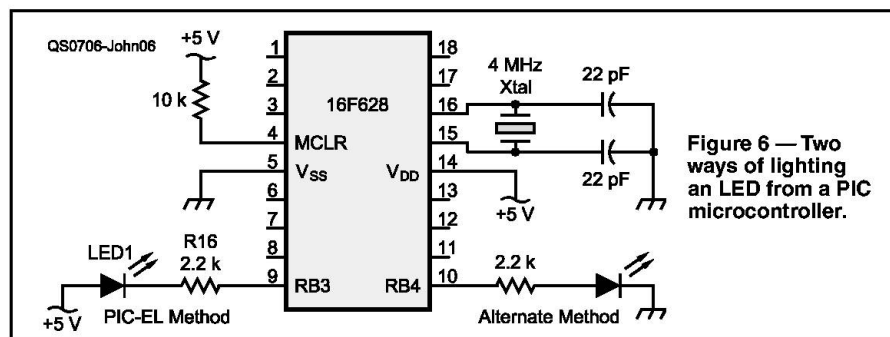 QS0706-John06
+5 V
10 k
1
2
3
4
5
6
7
8
9
16F628
MCLR
VSS
VDD
RB3
RB4
18
17
16
15
14
13
12
11
10
4 MHz
Xtal
22 pF
22 pF
+5 V
LED1
R16
2.2 k
+5 V
PIC-EL Method
2.2 k
Alternate Method
Figure 6 — Two
ways of lighting
an LED from a PIC
microcontroller.